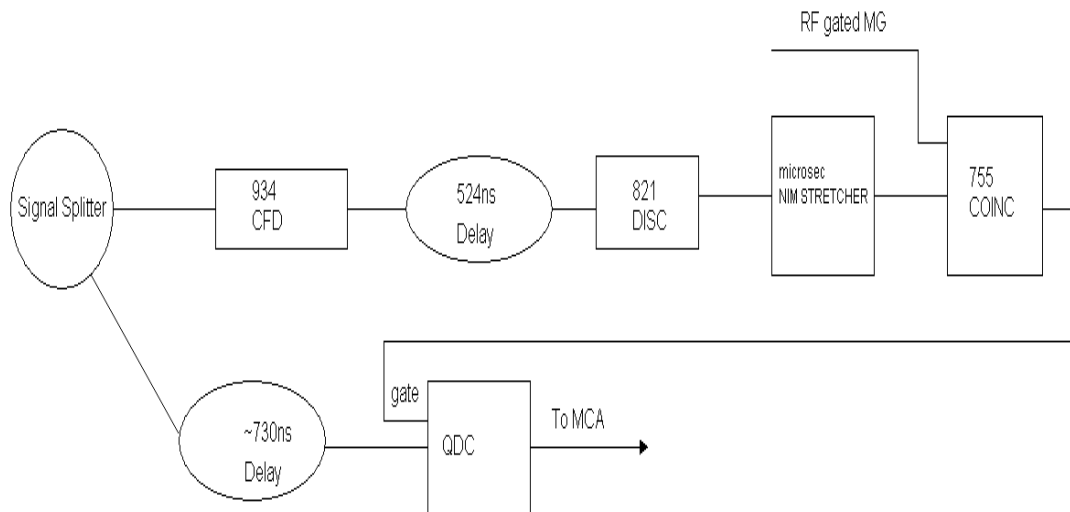 RF gated MG
Signal Splitter
934
CFD
524ns
Delay
821
DISC
microsec
NIM STRETCHER
755
COINC
gate
~730ns
Delay
QDC
To MCA